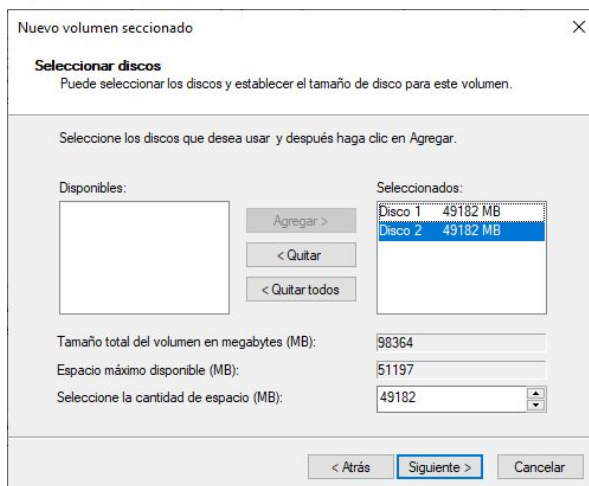 Nuevo volumen seccionado
Seleccionar discos
Puede seleccionar los discos y establecer el tamaño de disco para este volumen.
Seleccione los discos que desea usar y después haga clic en Agregar.
Disponibles:
Seleccionados:
Agregar >
< Quitar
< Quitar todos
Disco 1 49182 MB
Disco 2 49182 MB
Tamaño total del volumen en megabytes (MB): 98364
Espacio máximo disponible (MB): 51197
Seleccione la cantidad de espacio (MB): 49182
< Atrás Siguiente > Cancelar